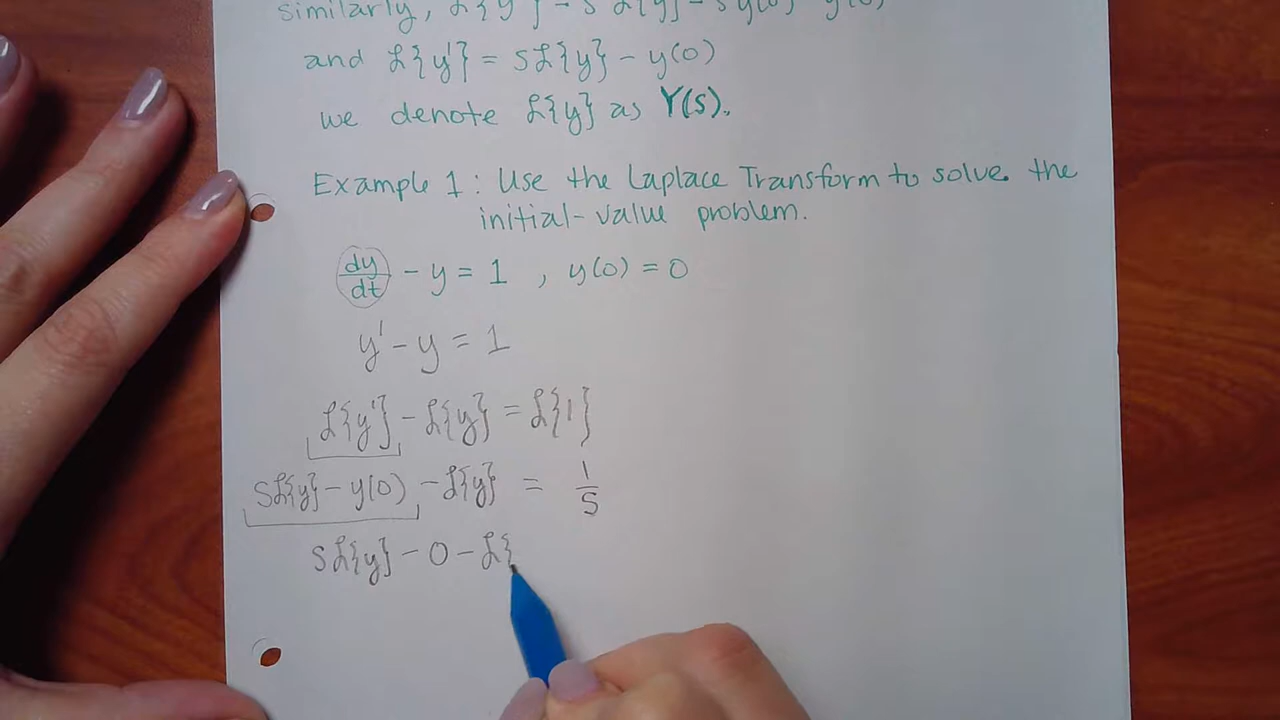 similarly, ℒ{y
and ℒ{y'} = sℒ{y} - y(0)
we denote ℒ{y} as Y(s).
Example 1: Use the Laplace Transform to solve. the
initial-value problem.
dy/dt - y = 1 , y(0) = 0
y' - y = 1
ℒ{y'} - ℒ{y} = ℒ{1}
sℒ{y} - y(0) - ℒ{y} = 1/s
sℒ{y} - 0 - ℒ{